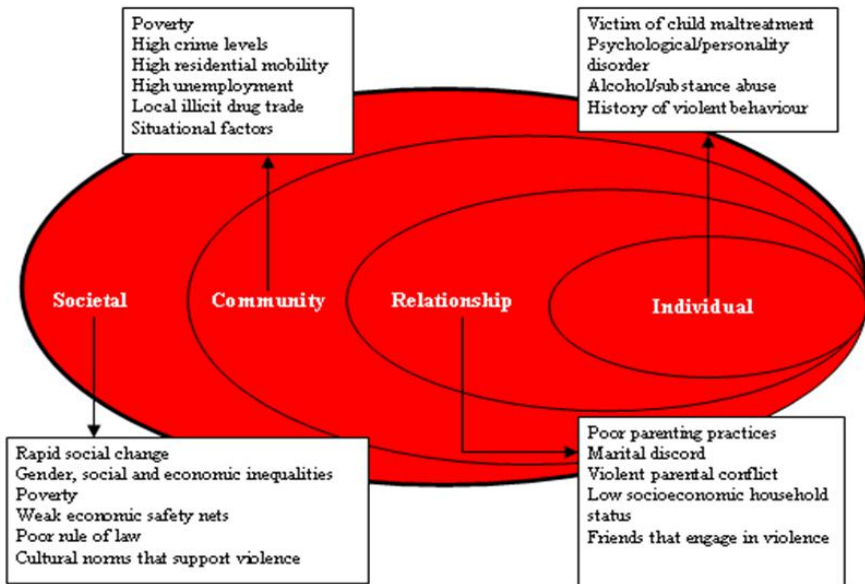 Poverty
High crime levels
High residential mobility
High unemployment
Local illicit drug trade
Situational factors
Victim of child maltreatment
Psychological/personality
disorder
Alcohol/substance abuse
History of violent behaviour
Societal
Community
Relationship
Individual
Rapid social change
Gender, social and economic inequalities
Poverty
Weak economic safety nets
Poor rule of law
Cultural norms that support violence
Poor parenting practices
Marital discord
Violent parental conflict
Low socioeconomic household
status
Friends that engage in violence